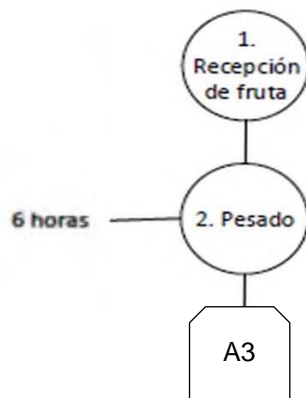 1.
Recepción
de fruta
6 horas
2. Pesado
A3